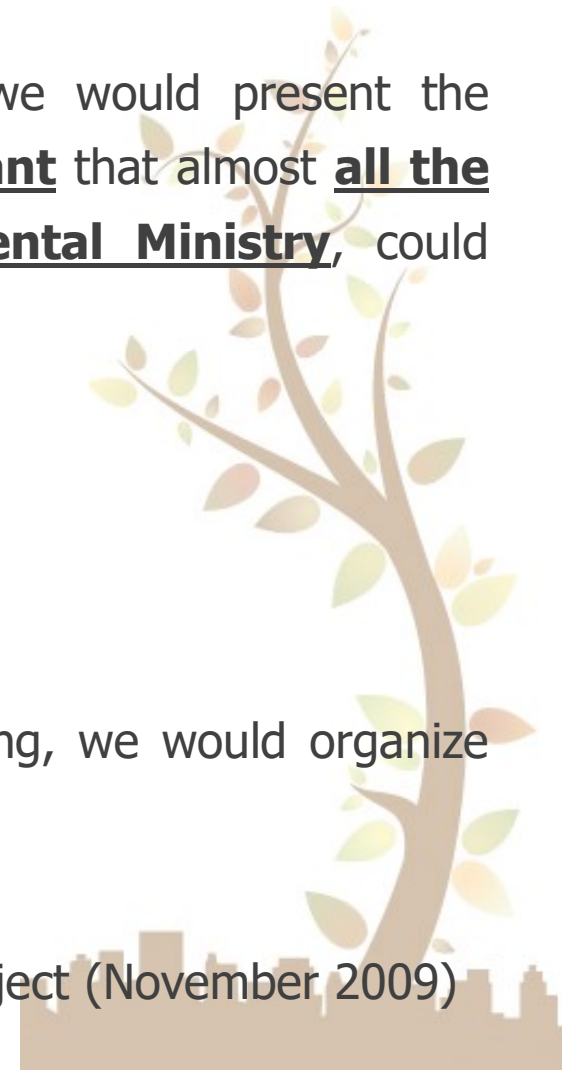 we would present the
ant that almost all the
ental Ministry, could
ng, we would organize
ject (November 2009)